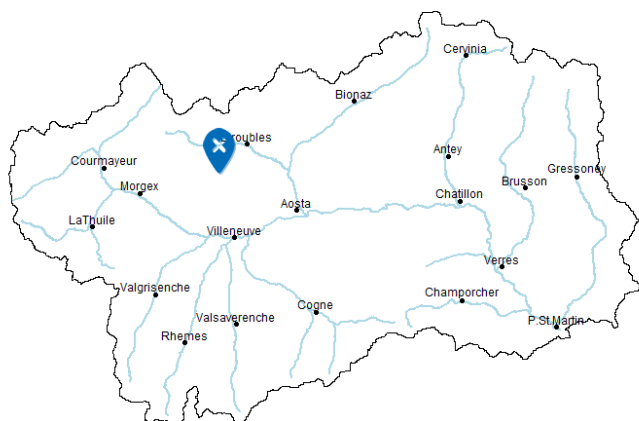 Cervinia
Bionaz
roubles
Courmayeur
Antey
Gressoney
Morgex
Brusson
Chatillon
Aosta
LaThuile
Villeneuve
Verres
Valgrisenche
Champorcher
Cogne
Valsaverenche
P.St.Martin
Rhemes